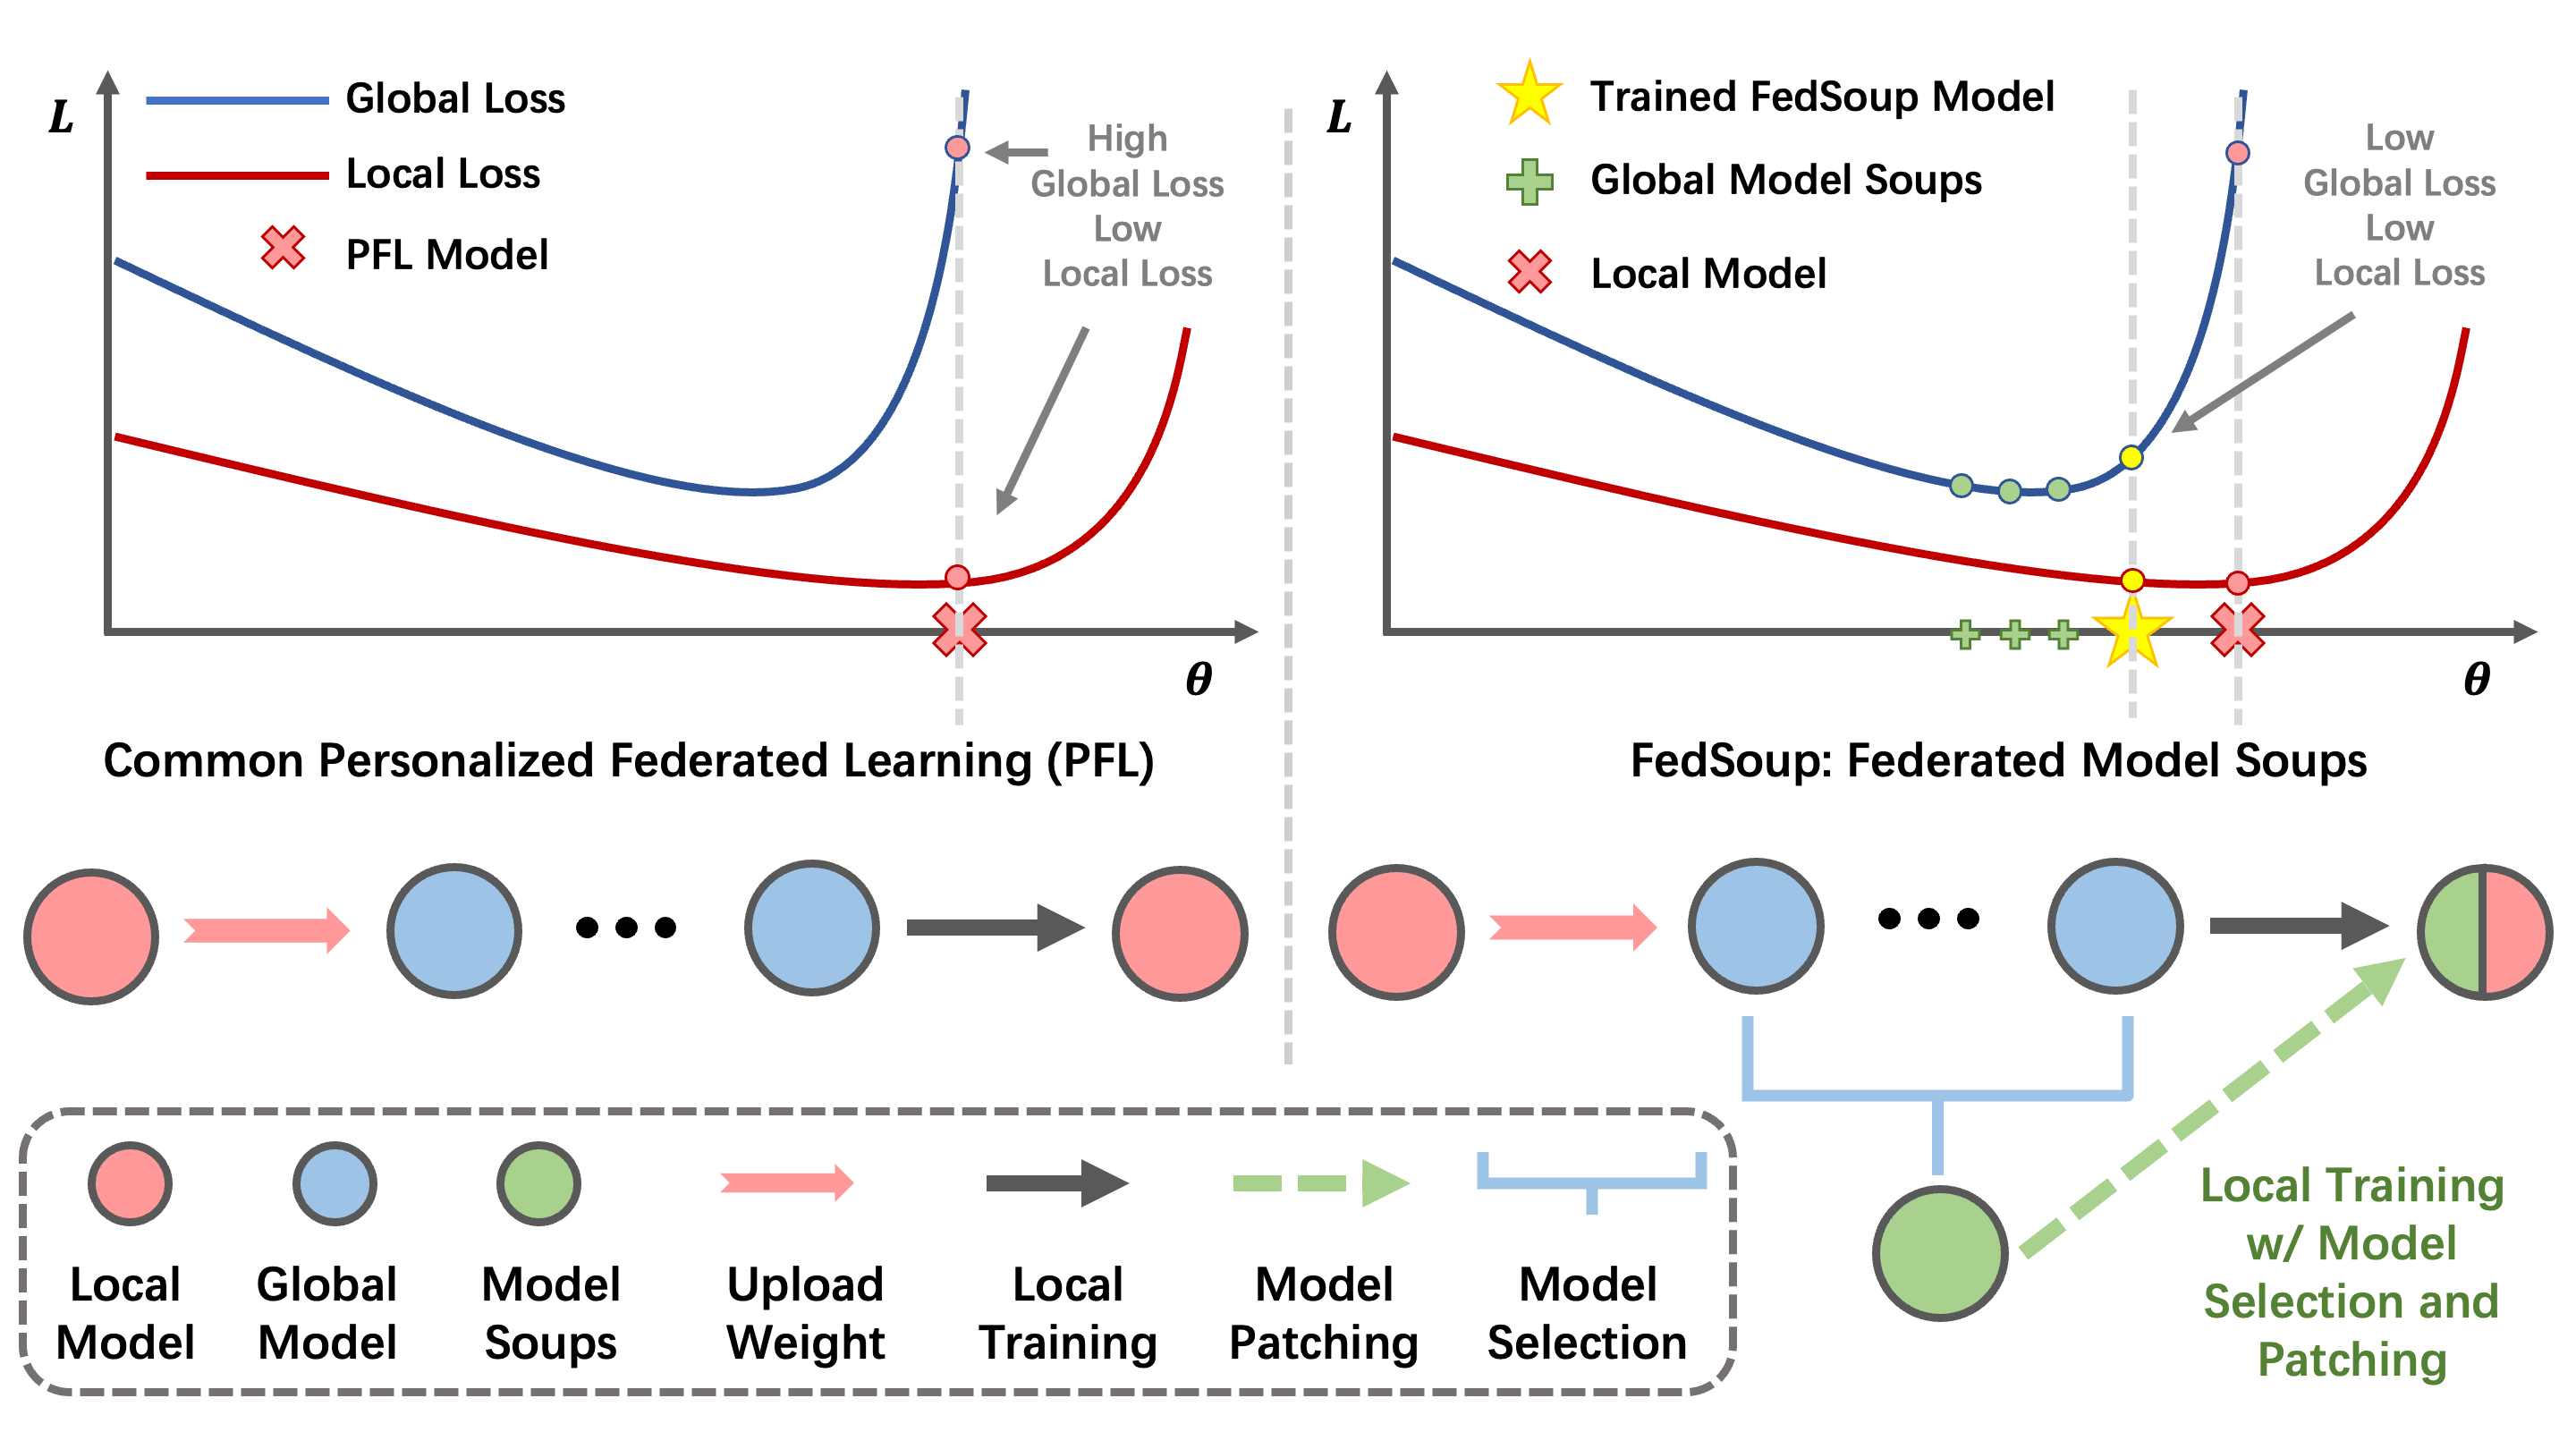 L
Global Loss
Local Loss
PFL Model
High
Global Loss
Low
Local Loss
θ
Common Personalized Federated Learning (PFL)
L
Trained FedSoup Model
Global Model Soups
Local Model
Low
Global Loss
Low
Local Loss
θ
FedSoup: Federated Model Soups
Local Training
w/ Model
Selection and
Patching
Local
Model
Global
Model
Model
Soups
Upload
Weight
Local
Training
Model
Patching
Model
Selection